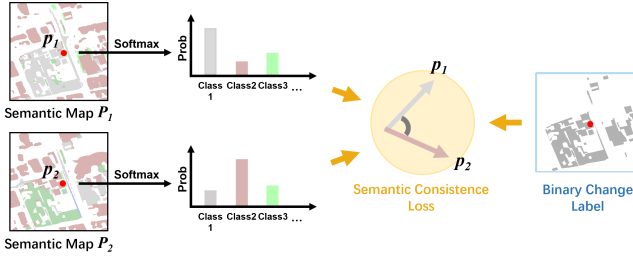 p1
Softmax
Prob
Class
1
Class2
Class3
...
Semantic Map P1
p2
Softmax
Prob
Class
1
Class2
Class3
...
Semantic Map P2
p1
p2
Semantic Consistence
Loss
Binary Change
Label